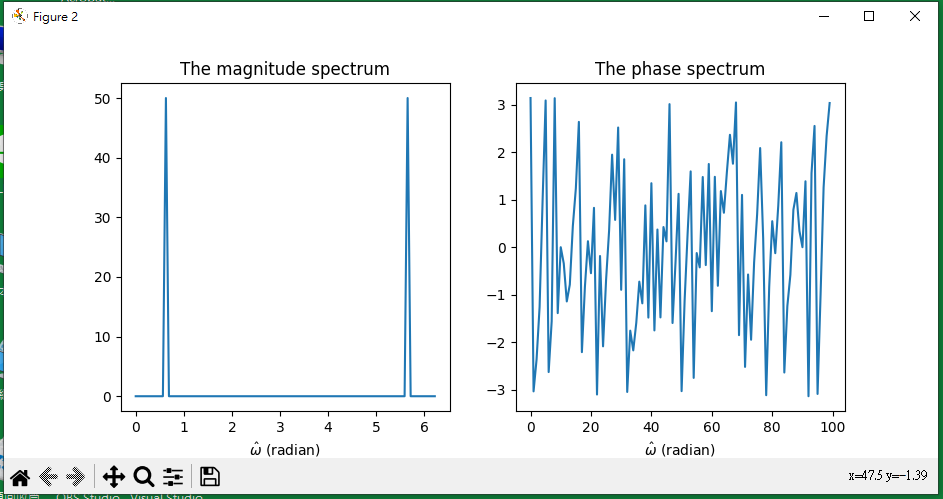 Figure 2
The magnitude spectrum
50
40
30
20
10
0
0 1 2 3 4 5 6
ω̂ (radian)
The phase spectrum
3
2
1
0
−1
−2
−3
0 20 40 60 80 100
ω̂ (radian)
x=47.5 y=−1.39
OBS Studio
Visual Studio